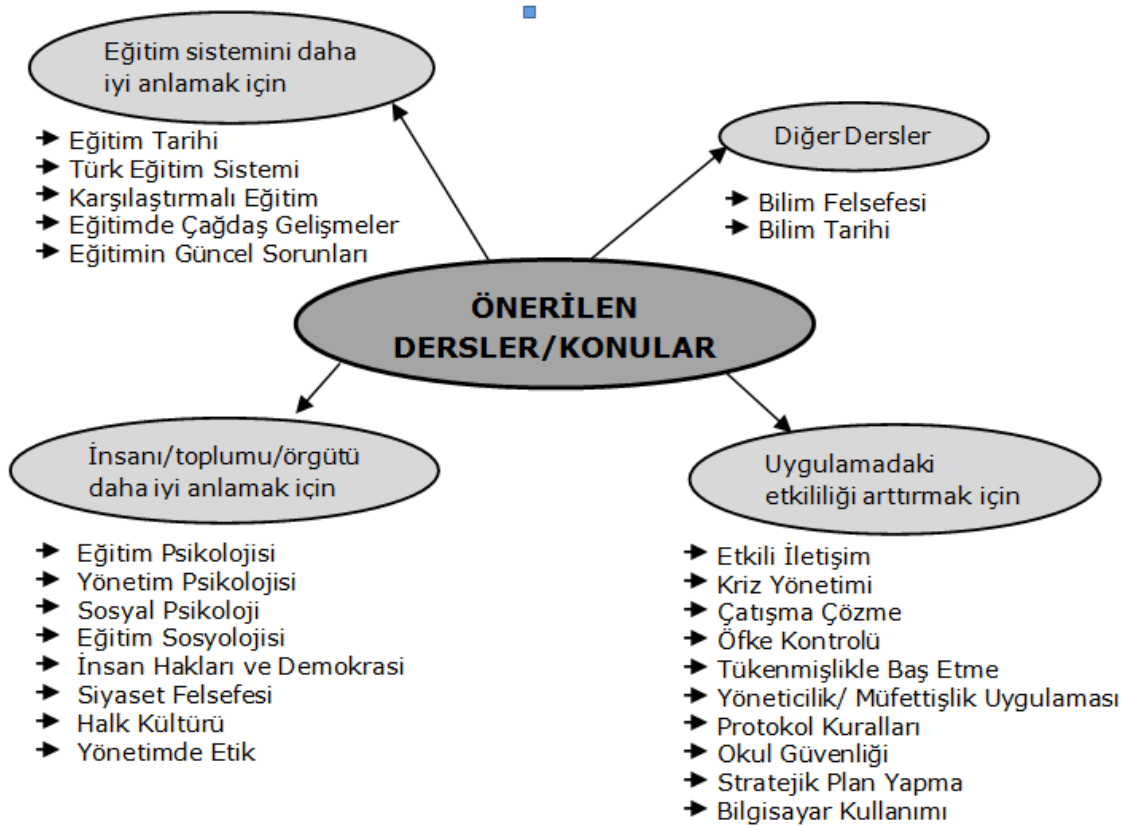 Eğitim sistemini daha
iyi anlamak için
Eğitim Tarihi
Türk Eğitim Sistemi
Karşılaştırmalı Eğitim
Eğitimde Çağdaş Gelişmeler
Eğitimin Güncel Sorunları
Diğer Dersler
Bilim Felsefesi
Bilim Tarihi
ÖNERİLEN
DERSLER/KONULAR
İnsanı/toplumu/örgütü
daha iyi anlamak için
Eğitim Psikolojisi
Yönetim Psikolojisi
Sosyal Psikoloji
Eğitim Sosyolojisi
İnsan Hakları ve Demokrasi
Siyaset Felsefesi
Halk Kültürü
Yönetimde Etik
Uygulamadaki
etkililiği arttırmak için
Etkili İletişim
Kriz Yönetimi
Çatışma Çözme
Öfke Kontrolü
Tükenmişlikle Baş Etme
Yöneticilik/ Müfettişlik Uygulaması
Protokol Kuralları
Okul Güvenliği
Stratejik Plan Yapma
Bilgisayar Kullanımı